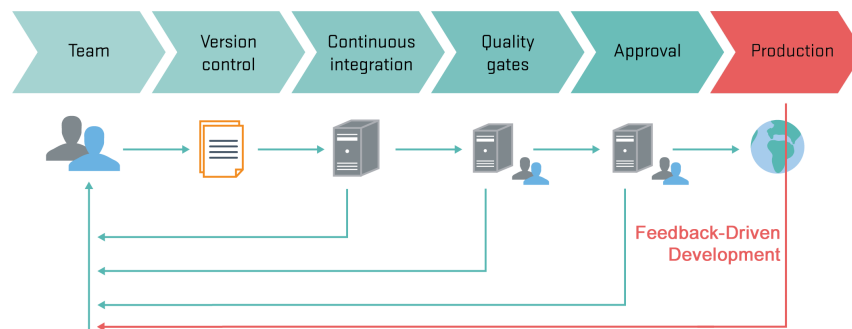 Team
Version
control
Continuous
integration
Quality
gates
Approval
Production
Feedback-Driven
Development